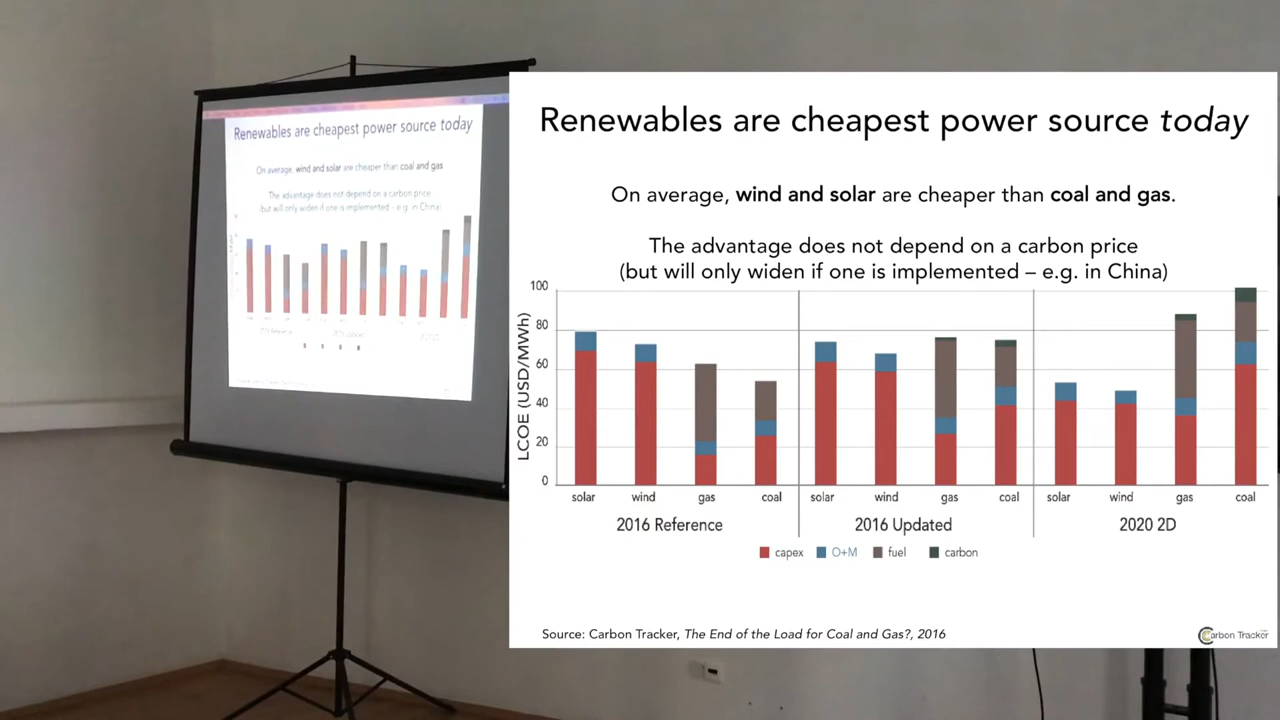 Renewables are cheapest power source today
On average, wind and solar are cheaper than coal and gas
The advantage does not depend on a carbon price
(but will only widen if one is implemented – e.g. in China)
2016 Reference
2016 Updated
Renewables are cheapest power source today
On average, wind and solar are cheaper than coal and gas.
The advantage does not depend on a carbon price
(but will only widen if one is implemented – e.g. in China)
LCOE (USD/MWh)
100
80
60
40
20
0
solar wind gas coal solar wind gas coal solar wind gas coal
2016 Reference 2016 Updated 2020 2D
capex O+M fuel carbon
Source: Carbon Tracker, The End of the Load for Coal and Gas?, 2016
Carbon Tracker